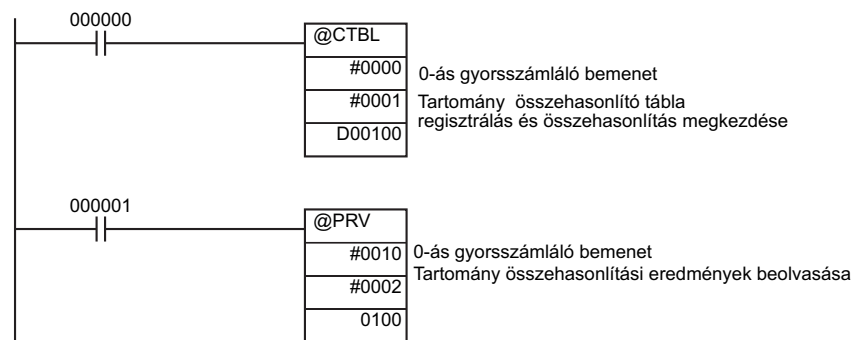 000000
@CTBL
#0000 0-ás gyorsszámláló bemenet
#0001 Tartomány összehasonlító tábla
regisztrálás és összehasonlítás megkezdése
D00100
000001
@PRV
#0010 0-ás gyorsszámláló bemenet
Tartomány összehasonlítási eredmények beolvasása
#0002
0100